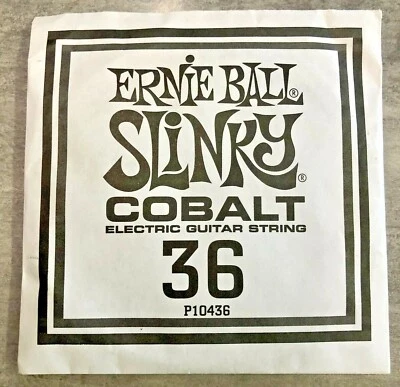 ERNIE BALL®
SLINKY®
COBALT
ELECTRIC GUITAR STRING
36
P10436